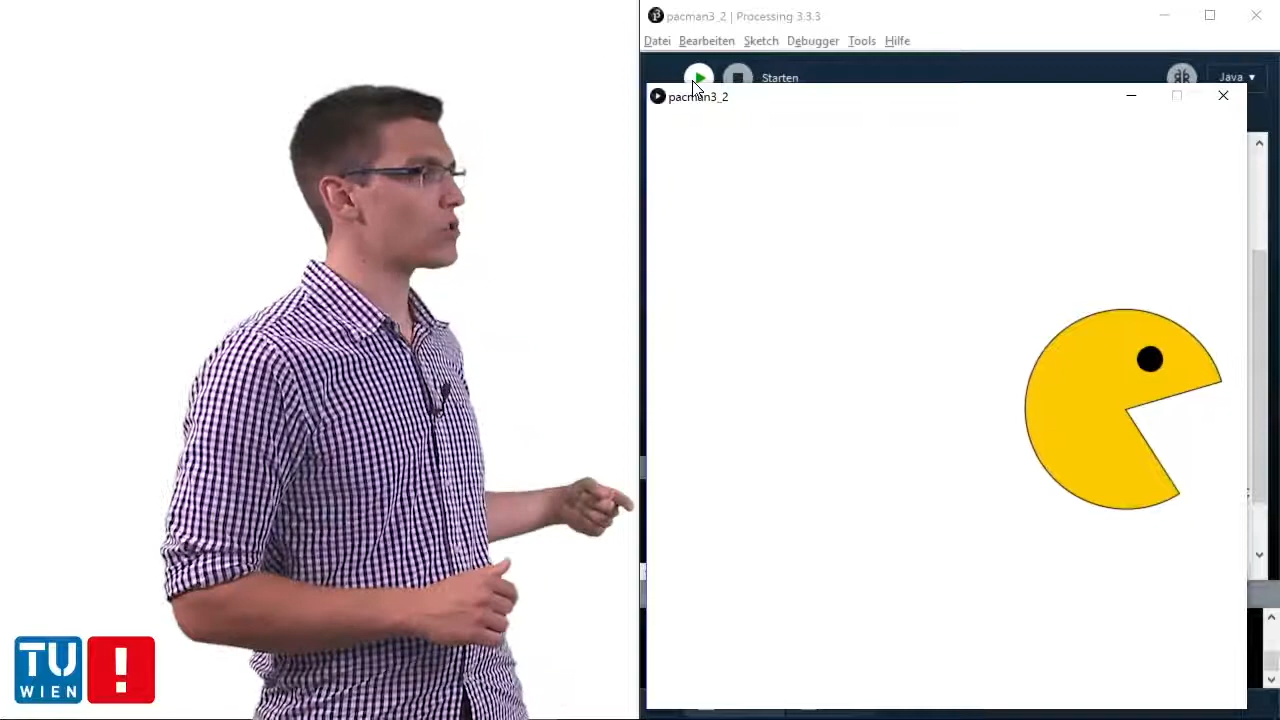 pacman3_2 | Processing 3.3.3
Datei Bearbeiten Sketch Debugger Tools Hilfe
Starten
Java
pacman3_2
TU
WIEN
!